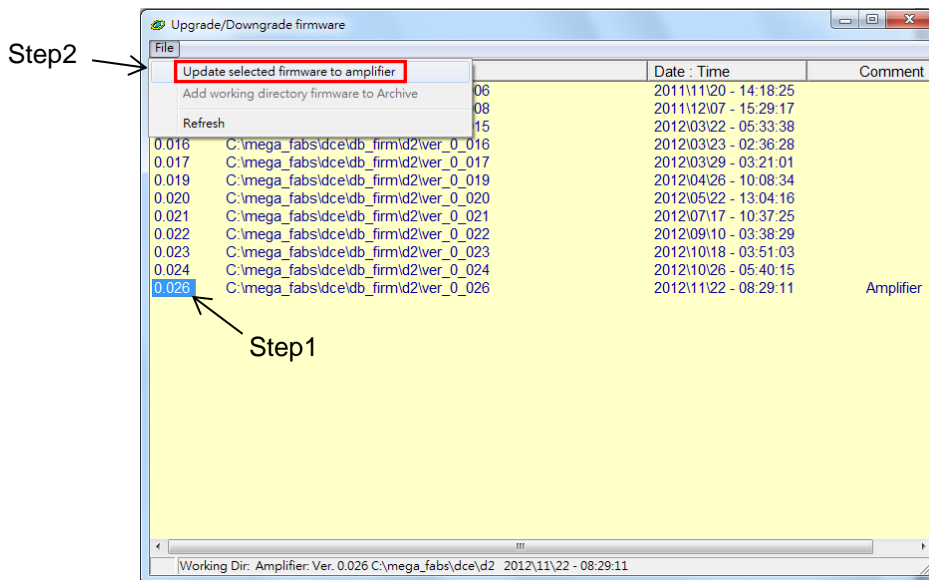 Upgrade/Downgrade firmware
File
Step2
Update selected firmware to amplifier
Date : Time Comment
Add working directory firmware to Archive
06 2011\11\20 - 14:18:25
08 2011\12\07 - 15:29:17
Refresh
15 2012\03\22 - 05:33:38
0.016 C:\mega_fabs\dce\db_firm\d2\ver_0_016 2012\03\23 - 02:36:28
0.017 C:\mega_fabs\dce\db_firm\d2\ver_0_017 2012\03\29 - 03:21:01
0.019 C:\mega_fabs\dce\db_firm\d2\ver_0_019 2012\04\26 - 10:08:34
0.020 C:\mega_fabs\dce\db_firm\d2\ver_0_020 2012\05\22 - 13:04:16
0.021 C:\mega_fabs\dce\db_firm\d2\ver_0_021 2012\07\17 - 10:37:25
0.022 C:\mega_fabs\dce\db_firm\d2\ver_0_022 2012\09\10 - 03:38:29
0.023 C:\mega_fabs\dce\db_firm\d2\ver_0_023 2012\10\18 - 03:51:03
0.024 C:\mega_fabs\dce\db_firm\d2\ver_0_024 2012\10\26 - 05:40:15
0.026 C:\mega_fabs\dce\db_firm\d2\ver_0_026 2012\11\22 - 08:29:11 Amplifier
Step1
Working Dir: Amplifier: Ver. 0.026 C:\mega_fabs\dce\d2 2012\11\22 - 08:29:11